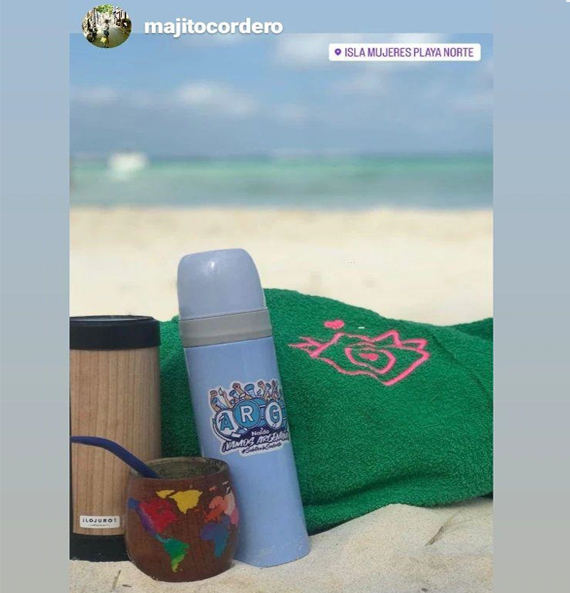 majitocordero
ISLA MUJERES PLAYA NORTE
ARG
VAMOS ARGENTINA
¡LOJURO!